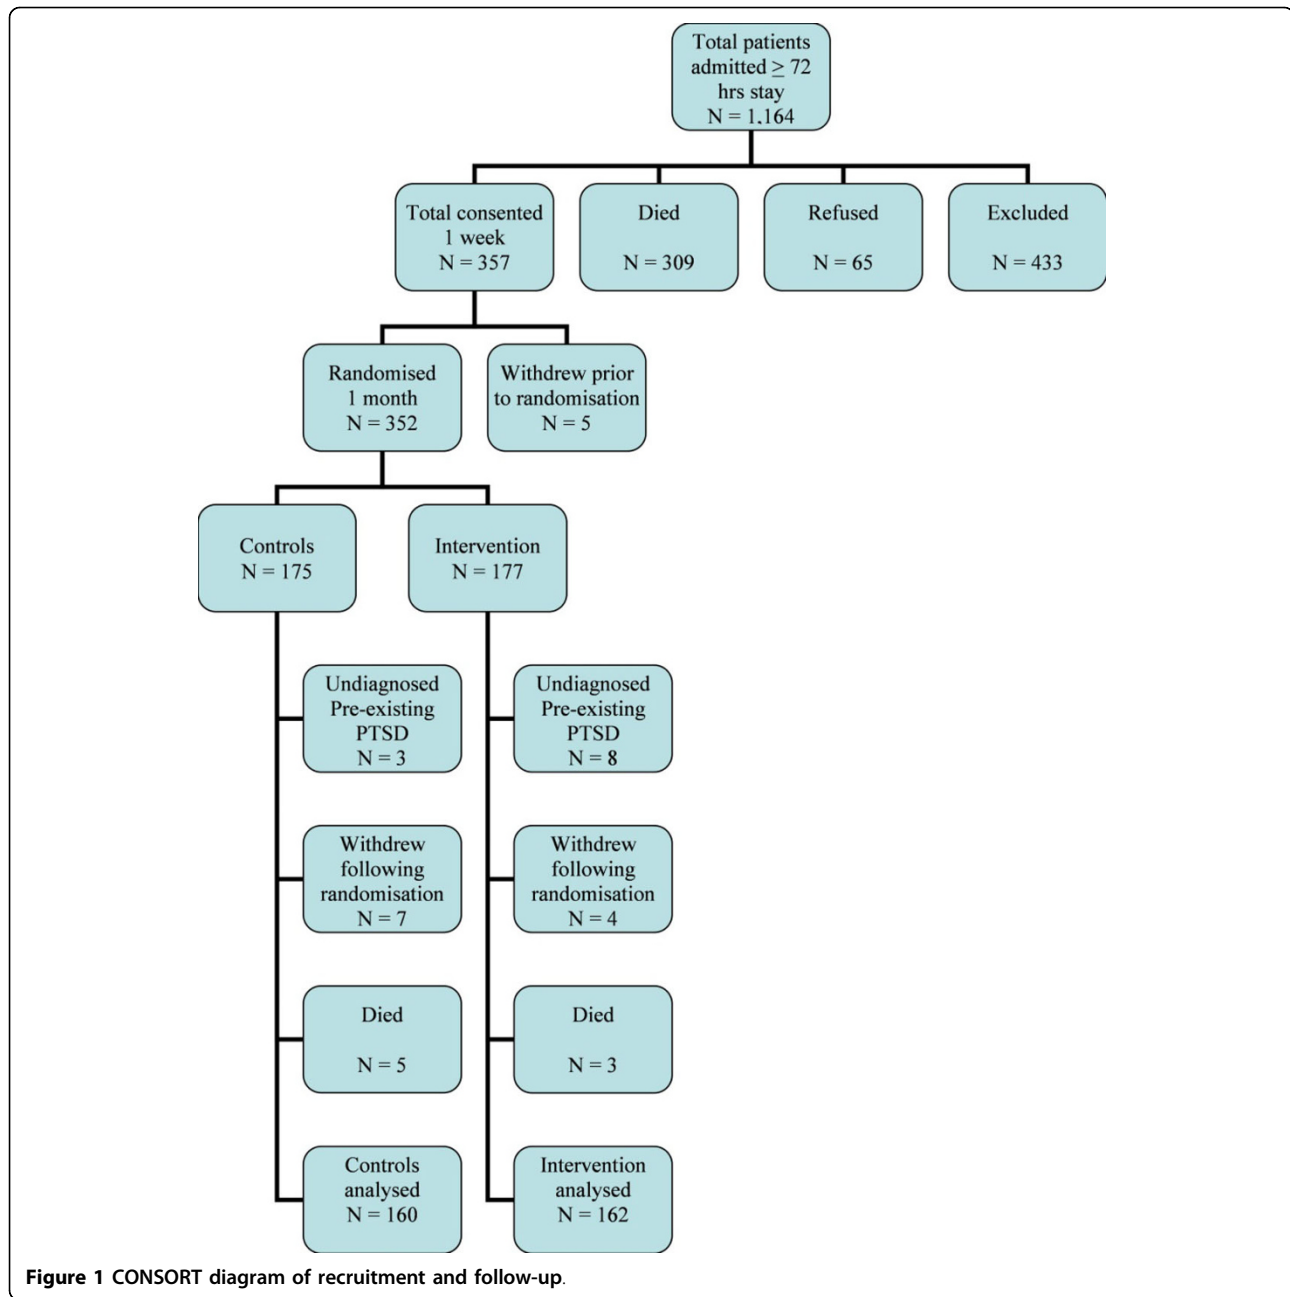 Total patients
admitted ≥ 72
hrs stay
N = 1,164
Total consented
1 week
N = 357
Died
N = 309
Refused
N = 65
Excluded
N = 433
Randomised
1 month
N = 352
Withdrew prior
to randomisation
N = 5
Controls
N = 175
Intervention
N = 177
Undiagnosed
Pre-existing
PTSD
N = 3
Undiagnosed
Pre-existing
PTSD
N = 8
Withdrew
following
randomisation
N = 7
Withdrew
following
randomisation
N = 4
Died
N = 5
Died
N = 3
Controls
analysed
N = 160
Intervention
analysed
N = 162
Figure 1 CONSORT diagram of recruitment and follow-up.